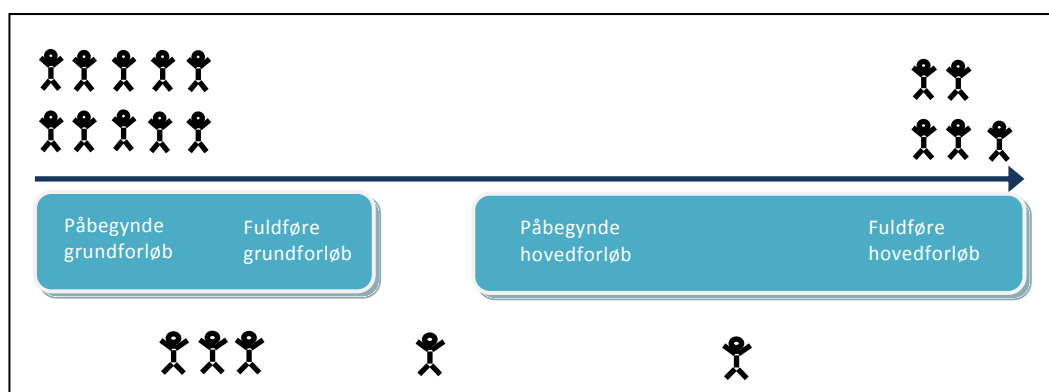 Påbegynde
grundforløb
Fuldføre
grundforløb
Påbegynde
hovedforløb
Fuldføre
hovedforløb